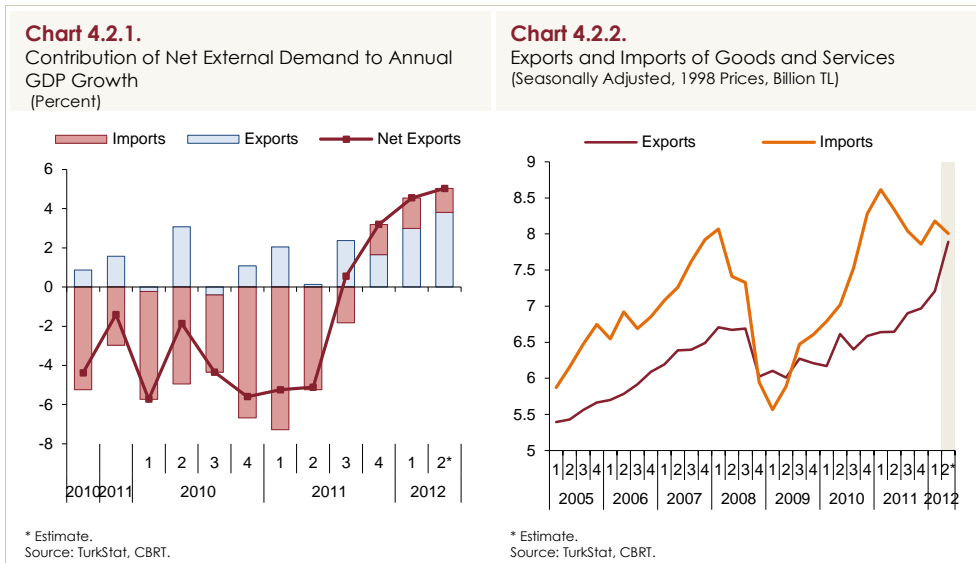 Chart 4.2.1.
Contribution of Net External Demand to Annual
GDP Growth
(Percent)
Imports Exports Net Exports
6
4
2
0
-2
-4
-6
-8
1 2 3 4 1 2 3 4 1 2*
2010 2011 2010 2011 2012
* Estimate.
Source: TurkStat, CBRT.
Chart 4.2.2.
Exports and Imports of Goods and Services
(Seasonally Adjusted, 1998 Prices, Billion TL)
Exports Imports
9
8.5
8
7.5
7
6.5
6
5.5
5
1 2 3 4 1 2 3 4 1 2 3 4 1 2 3 4 1 2 3 4 1 2 3 4 1 2 3 4 1 2*
2005 2006 2007 2008 2009 2010 2011 2012
* Estimate.
Source: TurkStat, CBRT.